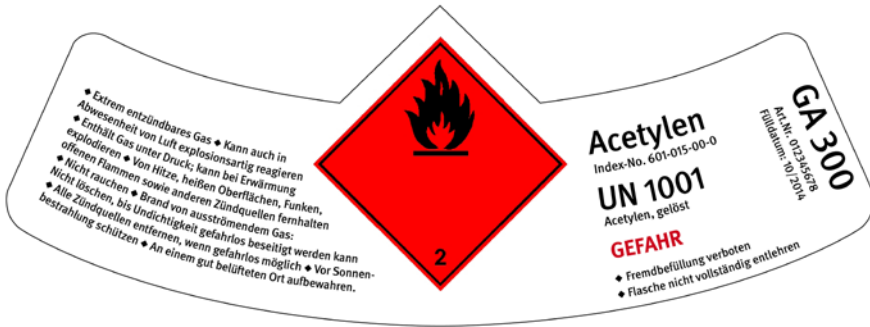 ◆ Extrem entzündbares Gas ◆ Kann auch in
Abwesenheit von Luft explosionsartig reagieren
◆ Enthält Gas unter Druck; kann bei Erwärmung
explodieren ◆ Von Hitze, heißen Oberflächen, Funken,
offenen Flammen sowie anderen Zündquellen fernhalten
◆ Nicht rauchen ◆ Brand von ausströmendem Gas:
Nicht löschen, bis Undichtigkeit gefahrlos beseitigt werden kann
◆ Alle Zündquellen entfernen, wenn gefahrlos möglich ◆ Vor Sonnen-
bestrahlung schützen ◆ An einem gut belüfteten Ort aufbewahren.
2
Acetylen
Index-No. 601-015-00-0
UN 1001
Acetylen, gelöst
GEFAHR
◆ Fremdbefüllung verboten
◆ Flasche nicht vollständig entlehren
GA 300
Art.Nr. 012345678
Fülldatum: 10/2014